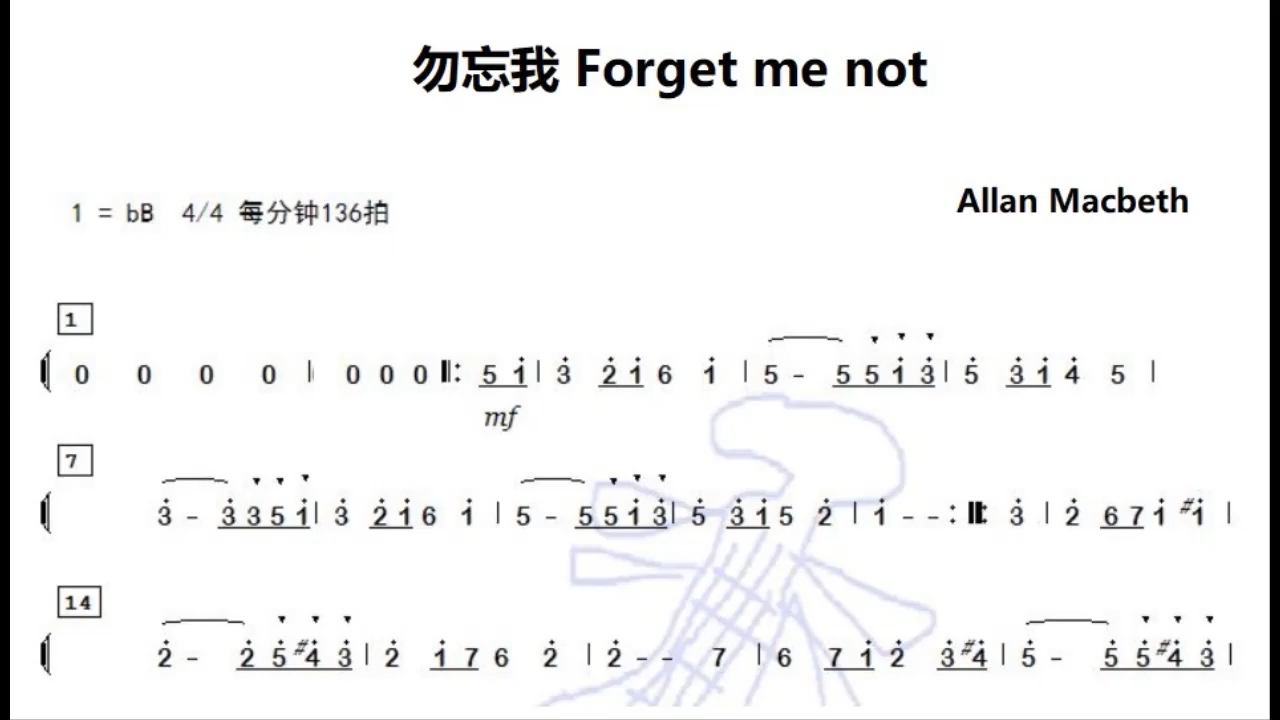 勿忘我 Forget me not
1 = bB 4/4 每分钟136拍
Allan Macbeth
1
0 0 0 0 | 0 0 0 𝄆 5 1̇ | 3̇ 2̇ 1̇ 6 1̇ | 5 - 5 5 1̇ 3̇ | 5̇ 3̇ 1̇ 4̇ 5 |
mf
7
3̇ - 3̇ 3̇ 5̇ 1̇ | 3̇ 2̇ 1̇ 6 1̇ | 5 - 5 5 1̇ 3̇ | 5̇ 3̇ 1̇ 5 2̇ | 1̇ - - :‖: 3̇ | 2̇ 6 7 1̇ #1̇ |
14
2̇ - 2̇ 5̇ #4̇ 3̇ | 2̇ 1̇ 7 6 2̇ | 2̇ - - 7 | 6 7 1̇ 2̇ 3̇ #4̇ | 5̇ - 5̇ 5̇ #4̇ 3̇ |